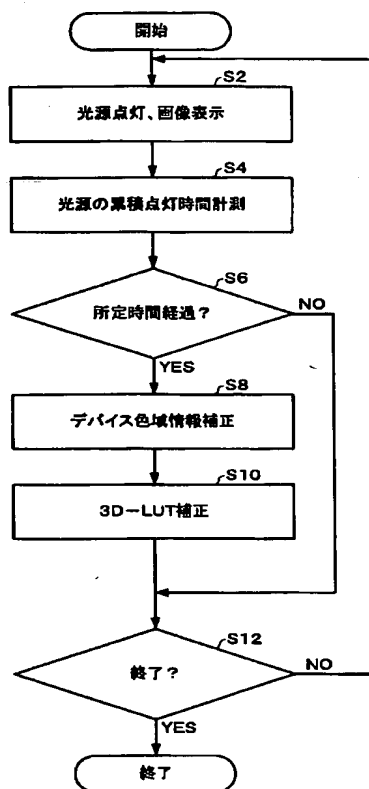 開始
S2
光源点灯、画像表示
S4
光源の累積点灯時間計測
S6
所定時間経過？
NO
YES
S8
デバイス色域情報補正
S10
3D－LUT補正
S12
終了？
NO
YES
終了